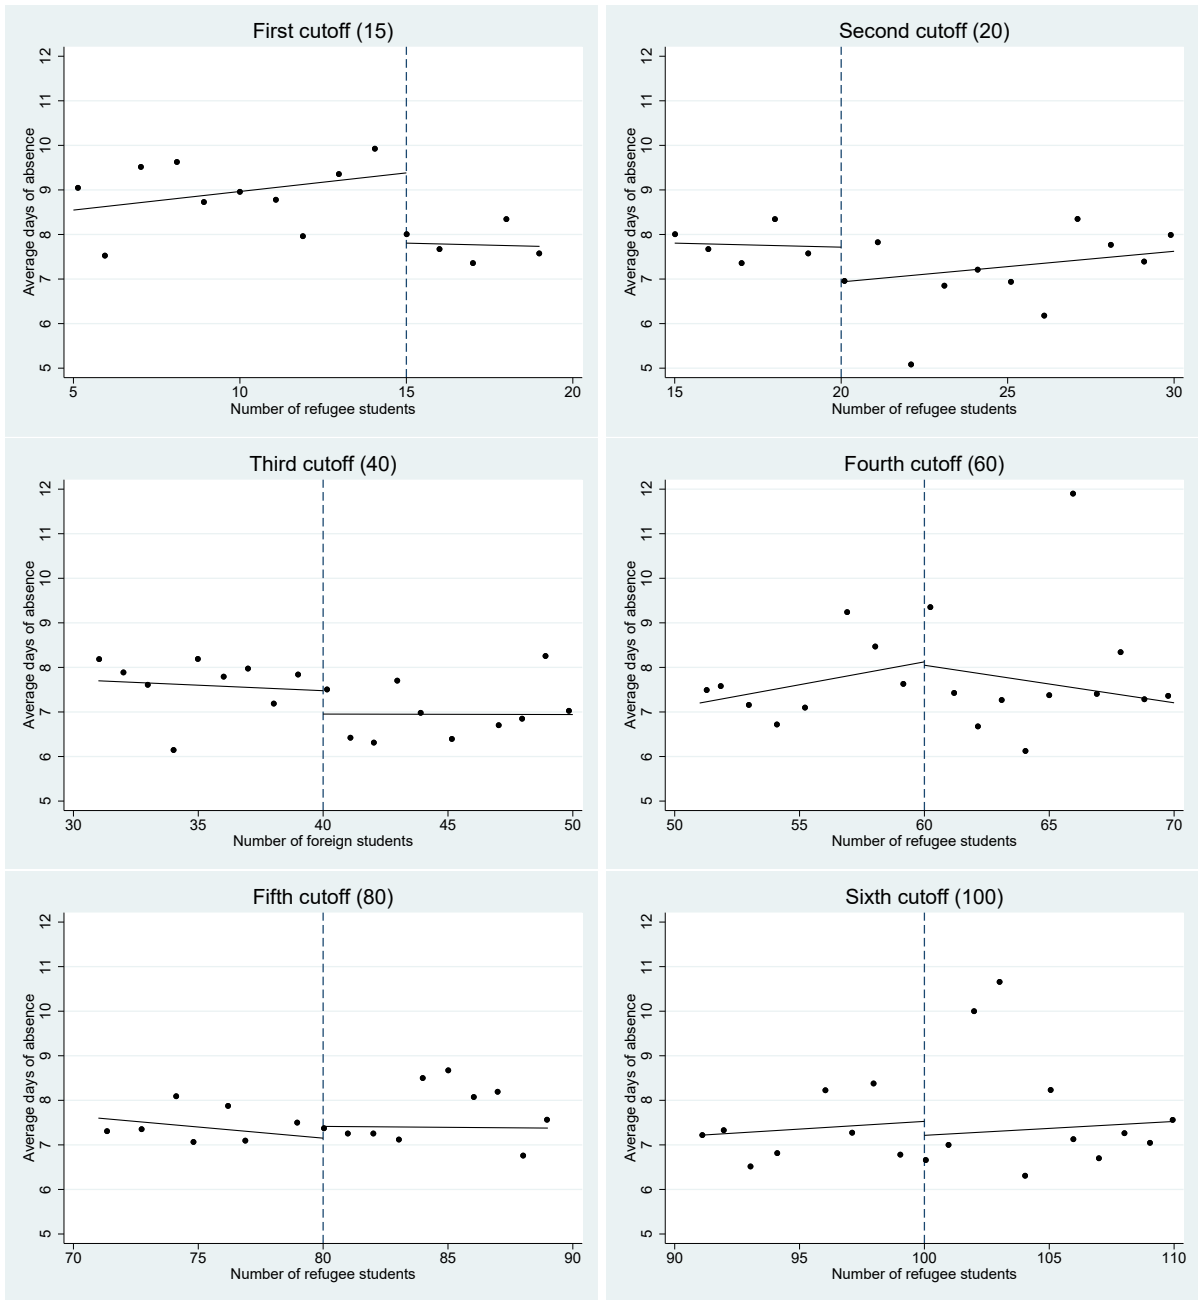 First cutoff (15)
Average days of absence
12
11
10
9
8
7
6
5
5 10 15 20
Number of refugee students
Second cutoff (20)
Average days of absence
12
11
10
9
8
7
6
5
15 20 25 30
Number of refugee students
Third cutoff (40)
Average days of absence
12
11
10
9
8
7
6
5
30 35 40 45 50
Number of foreign students
Fourth cutoff (60)
Average days of absence
12
11
10
9
8
7
6
5
50 55 60 65 70
Number of refugee students
Fifth cutoff (80)
Average days of absence
12
11
10
9
8
7
6
5
70 75 80 85 90
Number of refugee students
Sixth cutoff (100)
Average days of absence
12
11
10
9
8
7
6
5
90 95 100 105 110
Number of refugee students